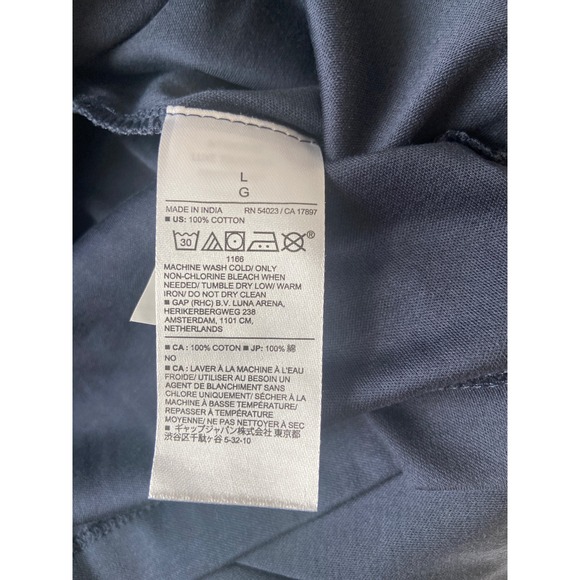 L
G
MADE IN INDIA RN 54023 / CA 17897
■ US: 100% COTTON
30 ®
1166
MACHINE WASH COLD/ ONLY
NON-CHLORINE BLEACH WHEN
NEEDED/ TUMBLE DRY LOW/ WARM
IRON/ DO NOT DRY CLEAN
■ GAP (RHC) B.V. LUNA ARENA,
HERIKERBERGWEG 238
AMSTERDAM, 1101 CM,
NETHERLANDS
■ CA : 100% COTON ■ JP: 100% 綿
NO
■ CA : LAVER À LA MACHINE À L'EAU
FROIDE/ UTILISER AU BESOIN UN
AGENT DE BLANCHIMENT SANS
CHLORE UNIQUEMENT/ SÉCHER À LA
MACHINE À BASSE TEMPÉRATURE/
REPASSER À TEMPÉRATURE
MOYENNE/ NE PAS NETTOYER À SEC
■ ギャップジャパン株式会社 東京都
渋谷区千駄ヶ谷 5-32-10